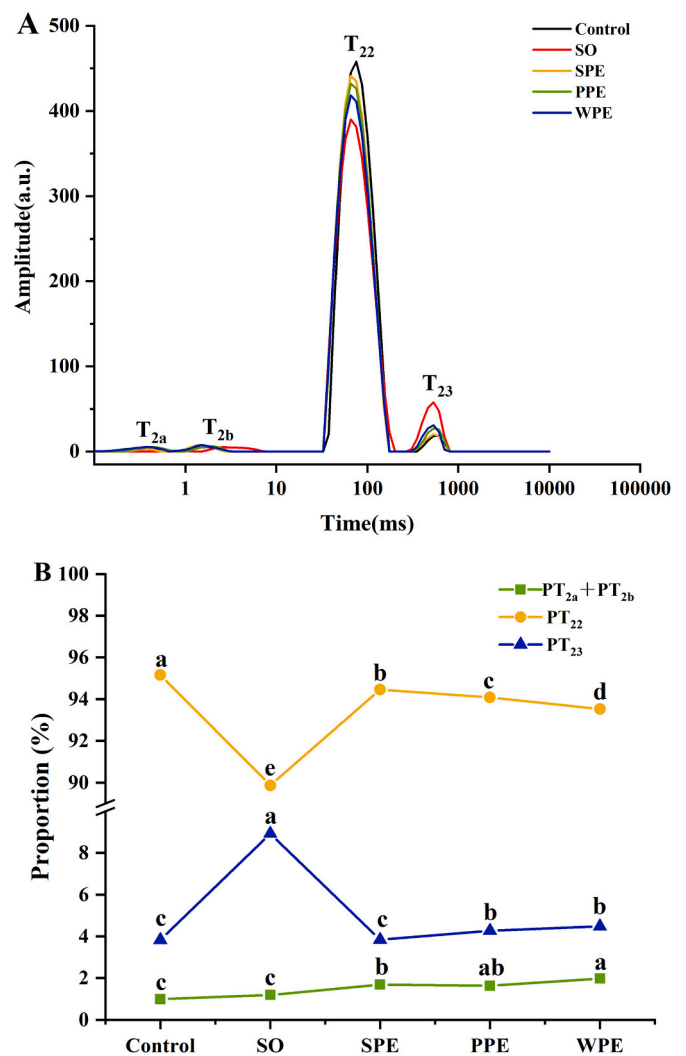 A
500
400
300
200
100
0
Amplitude(a.u.)
T22
T23
T2a
T2b
Control
SO
SPE
PPE
WPE
1 10 100 1000 10000 100000
Time(ms)
B
100
98
96
94
92
90
8
6
4
2
0
Proportion (%)
PT2a+PT2b
PT22
PT23
a
b
c
d
e
a
c
c
b
b
c
c
b
ab
a
Control SO SPE PPE WPE